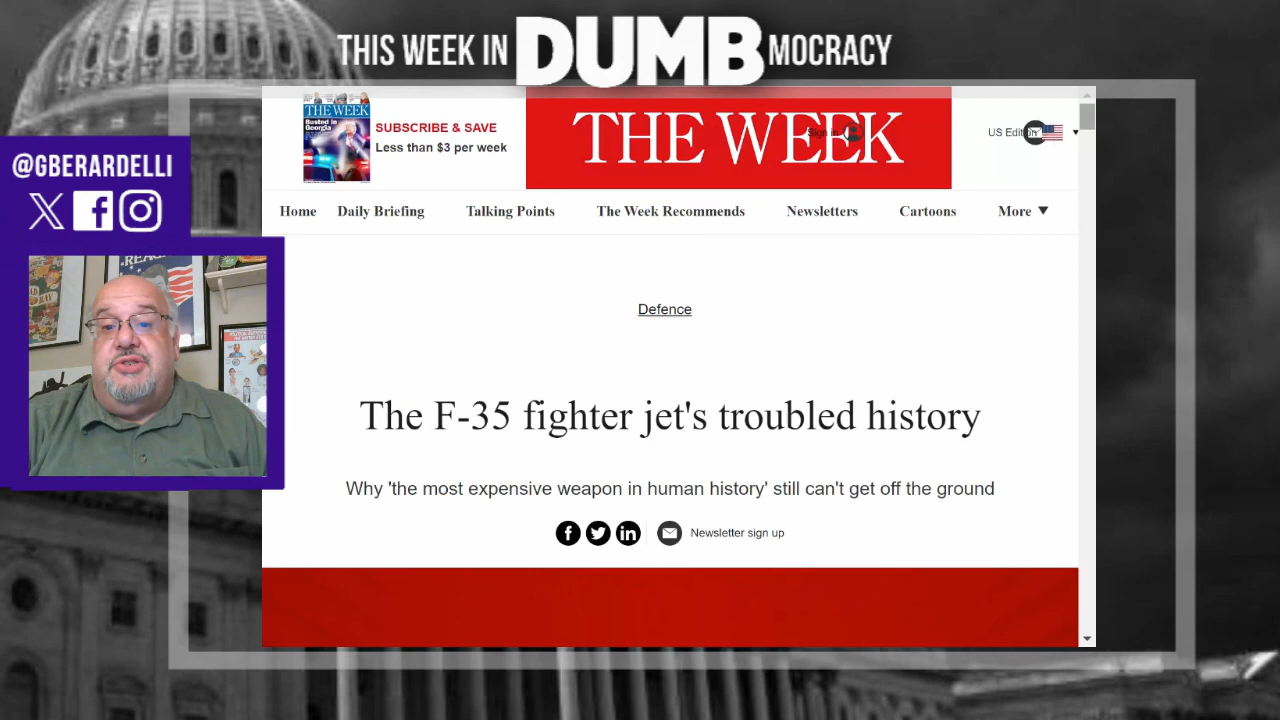 THIS WEEK IN DUMBMOCRACY
@GBERARDELLI
THE WEEK
Busted in
Georgia
SUBSCRIBE & SAVE
Less than $3 per week
THE WEEK
Sign in
US Edition
Home Daily Briefing Talking Points The Week Recommends Newsletters Cartoons More
Defence
The F-35 fighter jet's troubled history
Why 'the most expensive weapon in human history' still can't get off the ground
Newsletter sign up